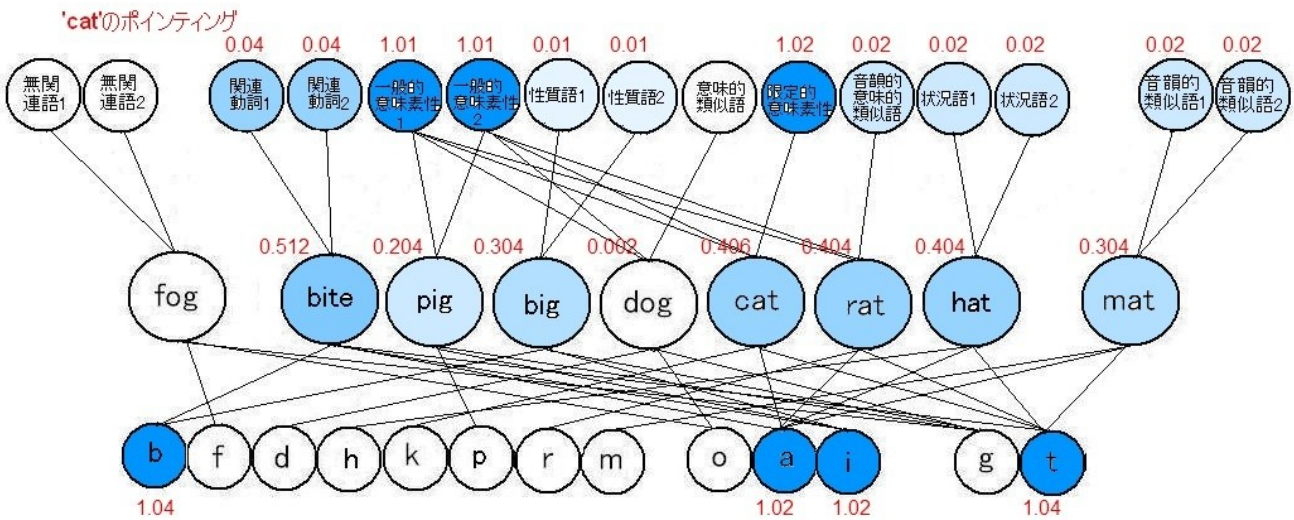 'cat'のポインティング
0.04 0.04 1.01 1.01 0.01 0.01 1.02 0.02 0.02 0.02 0.02 0.02
無関連語1
無関連語2
関連動詞1
関連動詞2
一般的意味素性1
一般的意味素性2
性質語1
性質語2
意味的類似語
限定的意味素性
音韻的意味的類似語
状況語1
状況語2
音韻的類似語1
音韻的類似語2
0.512 0.204 0.304 0.002 0.406 0.404 0.404 0.304
fog bite pig big dog cat rat hat mat
b f d h k p r m o a i g t
1.04 1.02 1.02 1.04